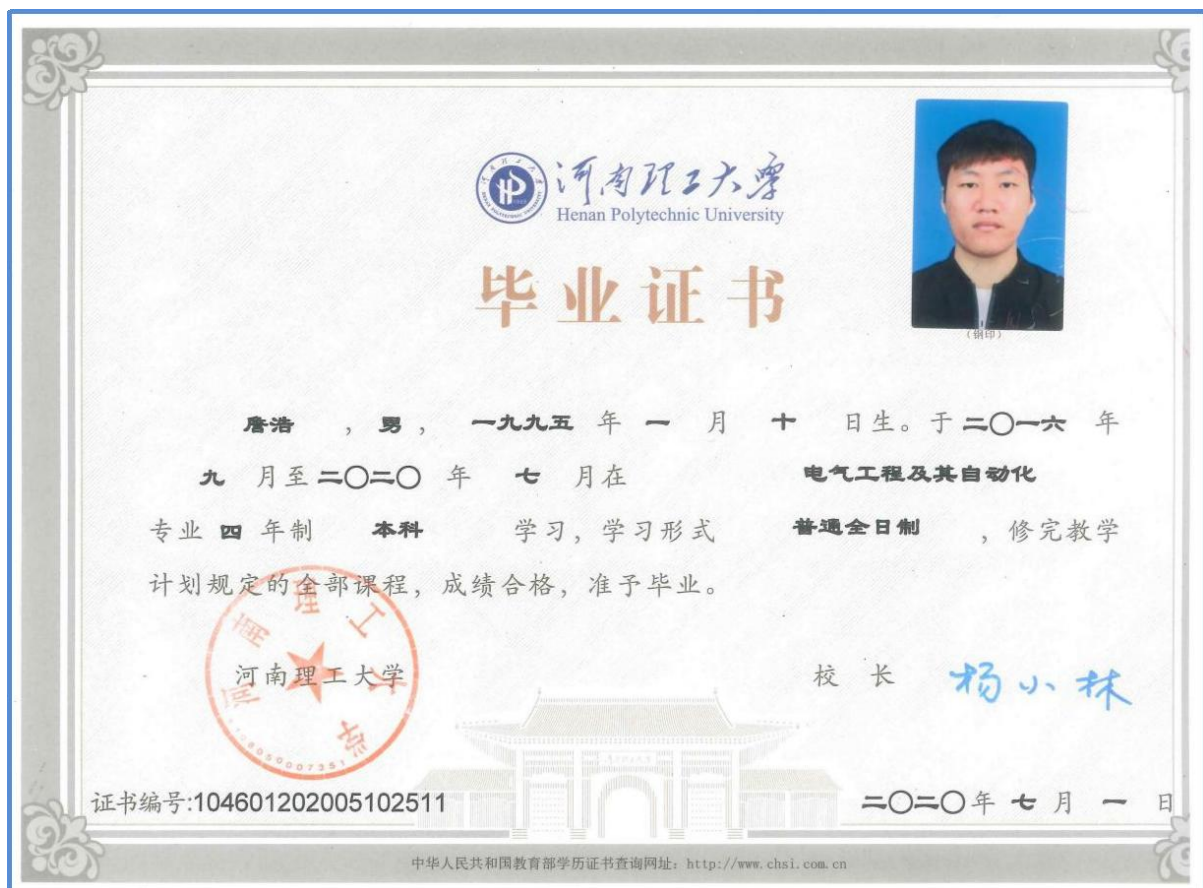 河南理工大学
Henan Polytechnic University
毕业证书
(钢印)
詹浩 ，男， 一九九五 年 一 月 十 日生。于 二〇一六 年
九 月至 二〇二〇 年 七 月在 电气工程及其自动化
专业 四 年制 本科 学习，学习形式 普通全日制 ，修完教学
计划规定的全部课程，成绩合格，准予毕业。
河南理工大学
河南理工大学
校 长 杨小林
证书编号:104601202005102511
二〇二〇 年 七 月 一 日
中华人民共和国教育部学历证书查询网址：http://www.chsi.com.cn